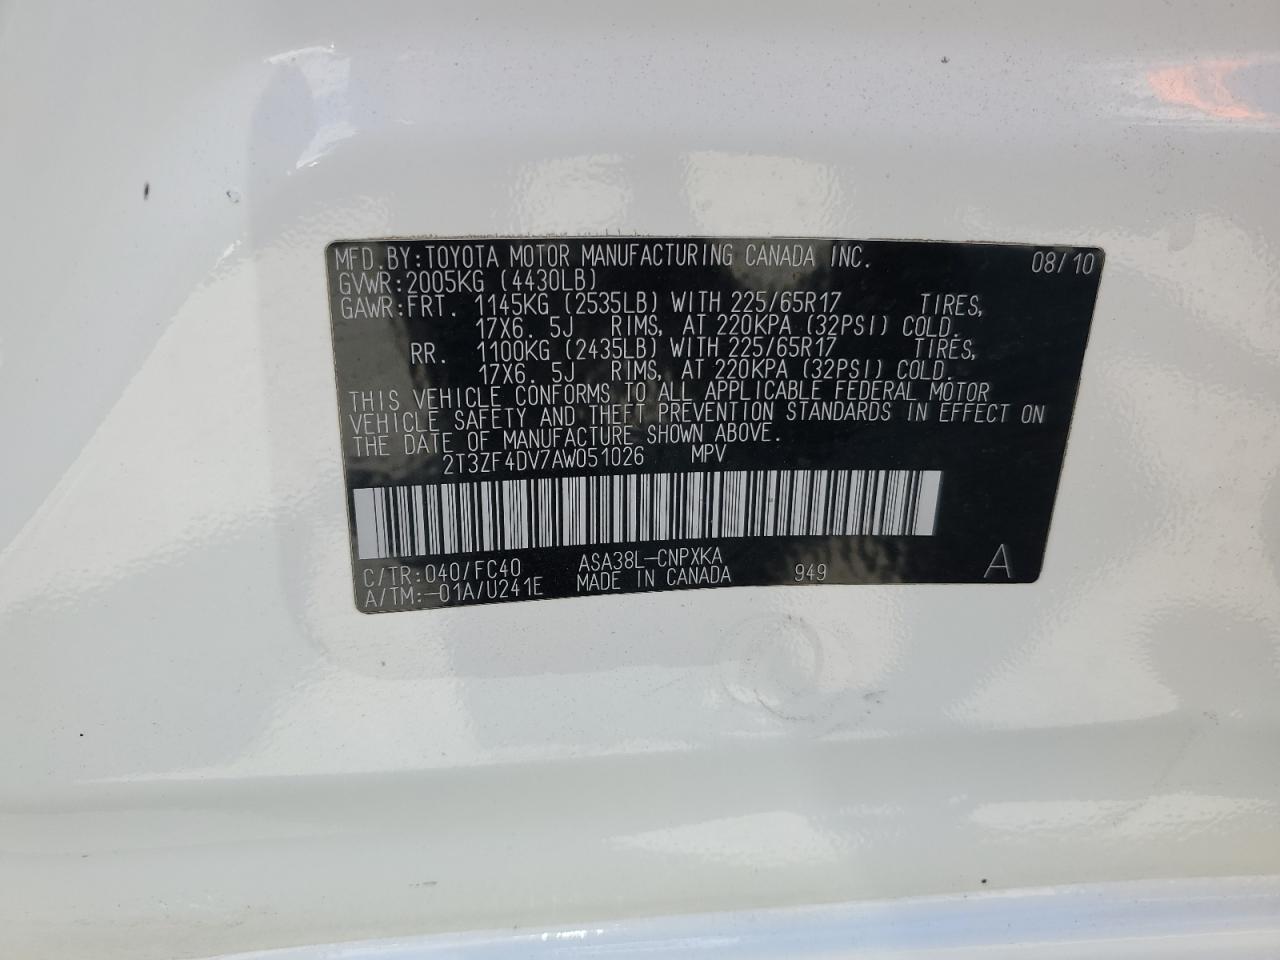 MFD.BY:TOYOTA MOTOR MANUFACTURING CANADA INC. 08/10
GVWR:2005KG (4430LB)
GAWR:FRT. 1145KG (2535LB) WITH 225/65R17 TIRES,
17X6. 5J RIMS, AT 220KPA (32PSI) COLD.
RR. 1100KG (2435LB) WITH 225/65R17 TIRES,
17X6. 5J RIMS, AT 220KPA (32PSI) COLD.
THIS VEHICLE CONFORMS TO ALL APPLICABLE FEDERAL MOTOR
VEHICLE SAFETY AND THEFT PREVENTION STANDARDS IN EFFECT ON
THE DATE OF MANUFACTURE SHOWN ABOVE.
2T3ZF4DV7AW051026 MPV
C/TR:040/FC40 ASA38L-CNPXKA
A/TM:-01A/U241E MADE IN CANADA 949 A